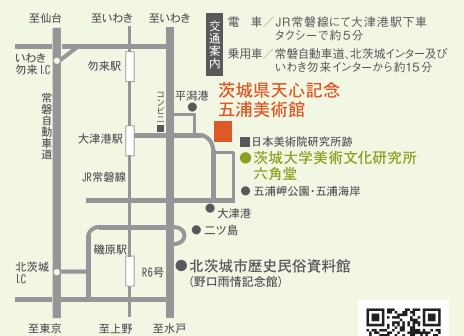 至仙台
至いわき
至いわき
交通案内
電　車／JR常磐線にて大津港駅下車
タクシーで約5分
乗用車／常磐自動車道、北茨城インター及び
いわき勿来インターから約15分
いわき
勿来I.C
勿来駅
平潟港
コンビニ
茨城県天心記念
五浦美術館
常磐自動車道
大津港駅
日本美術院研究所跡
茨城大学美術文化研究所
六角堂
JR常磐線
五浦岬公園・五浦海岸
大津港
二ツ島
磯原駅
北茨城
I.C
R6号
北茨城市歴史民俗資料館
(野口雨情記念館)
至東京
至上野
至水戸